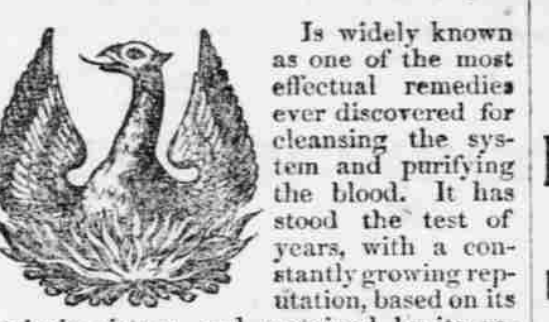 Is widely known
as one of the most
effectual remedies
ever discovered for
cleansing the sys-
tem and purifying
the blood. It has
stood the test of
years, with a con-
stantly growing rep-
utation, based on its